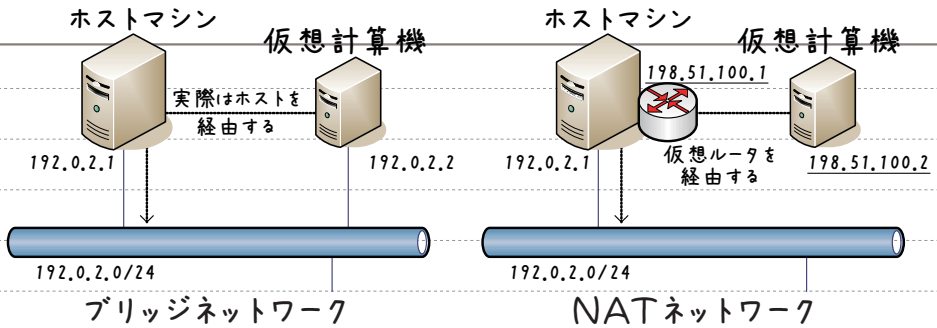 ホストマシン
仮想計算機
実際はホストを
経由する
192.0.2.1
192.0.2.2
192.0.2.0/24
ブリッジネットワーク
ホストマシン
仮想計算機
198.51.100.1
仮想ルータを
経由する
192.0.2.1
198.51.100.2
192.0.2.0/24
NATネットワーク